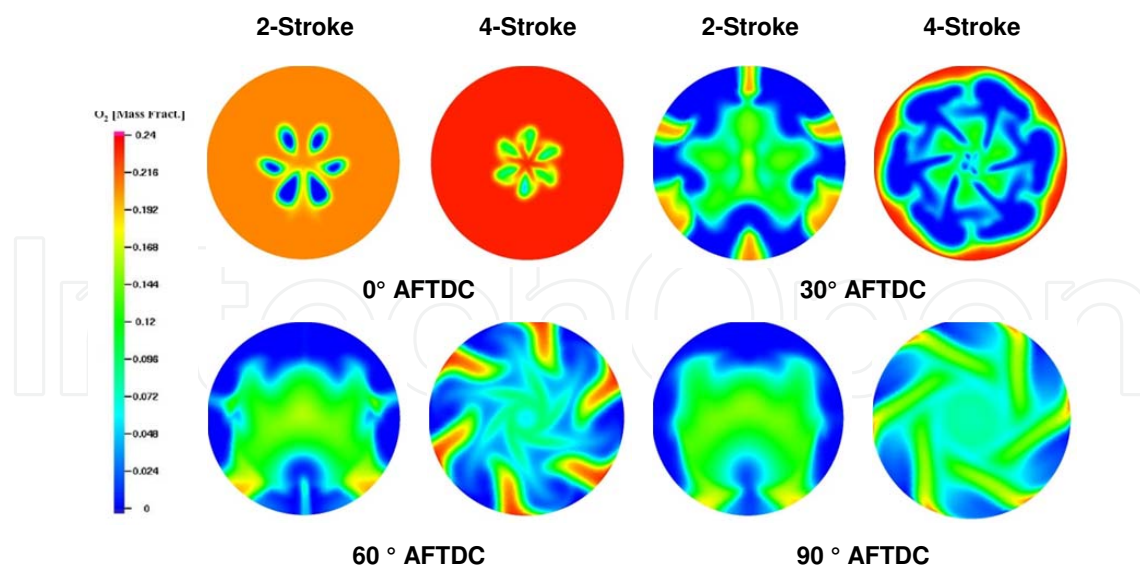 2-Stroke 4-Stroke 2-Stroke 4-Stroke
O₂ [Mass Fract.]
0.24
0.216
0.192
0.168
0.144
0.12
0.096
0.072
0.048
0.024
0
0° AFTDC 30° AFTDC
60 ° AFTDC 90 ° AFTDC
IntechOpen